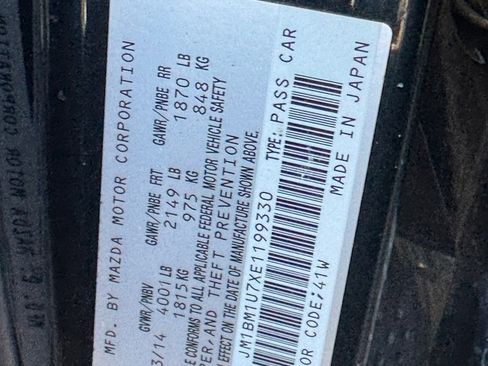 MFD. BY MAZDA MOTOR CORPORATION
GVWR/PNBV GAWR/PNBE FRT GAWR/PNBE RR
3/14 4001LB 2149 LB 1870 LB
1815KG 975 KG 848 KG
CONFORMS TO ALL APPLICABLE FEDERAL MOTOR VEHICLE SAFETY
PER, AND THEFT PREVENTION
EFFECT ON THE DATE OF MANUFACTURE SHOWN ABOVE.
JM1BM1U7XE1199330 TYPE: PASS CAR
OR CODE:41W MADE IN JAPAN